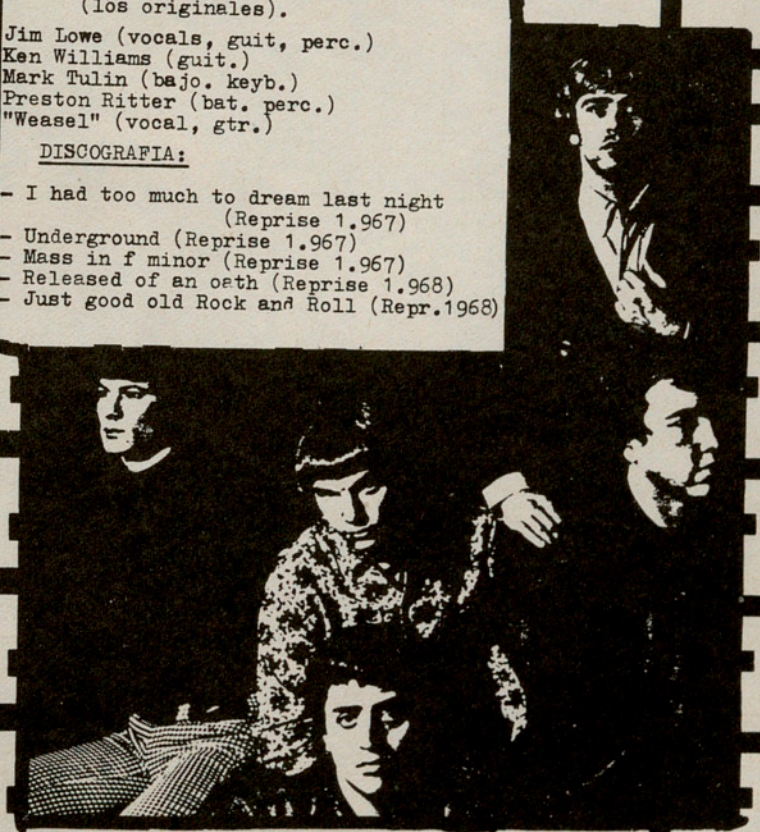 (los originales).
Jim Lowe (vocals, guit, perc.)
Ken Williams (guit.)
Mark Tulin (bajo. keyb.)
Preston Ritter (bat. perc.)
"Weasel" (vocal, gtr.)
DISCOGRAFIA:
- I had too much to dream last night
(Reprise 1.967)
- Underground (Reprise 1.967)
- Mass in f minor (Reprise 1.967)
- Released of an oath (Reprise 1.968)
- Just good old Rock and Roll (Repr.1968)